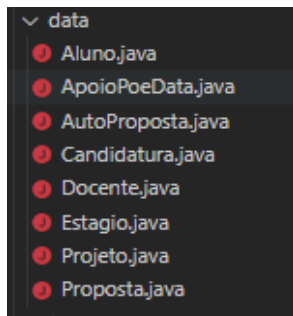 data
Aluno.java
ApoioPoeData.java
AutoProposta.java
Candidatura.java
Docente.java
Estagio.java
Projeto.java
Proposta.java